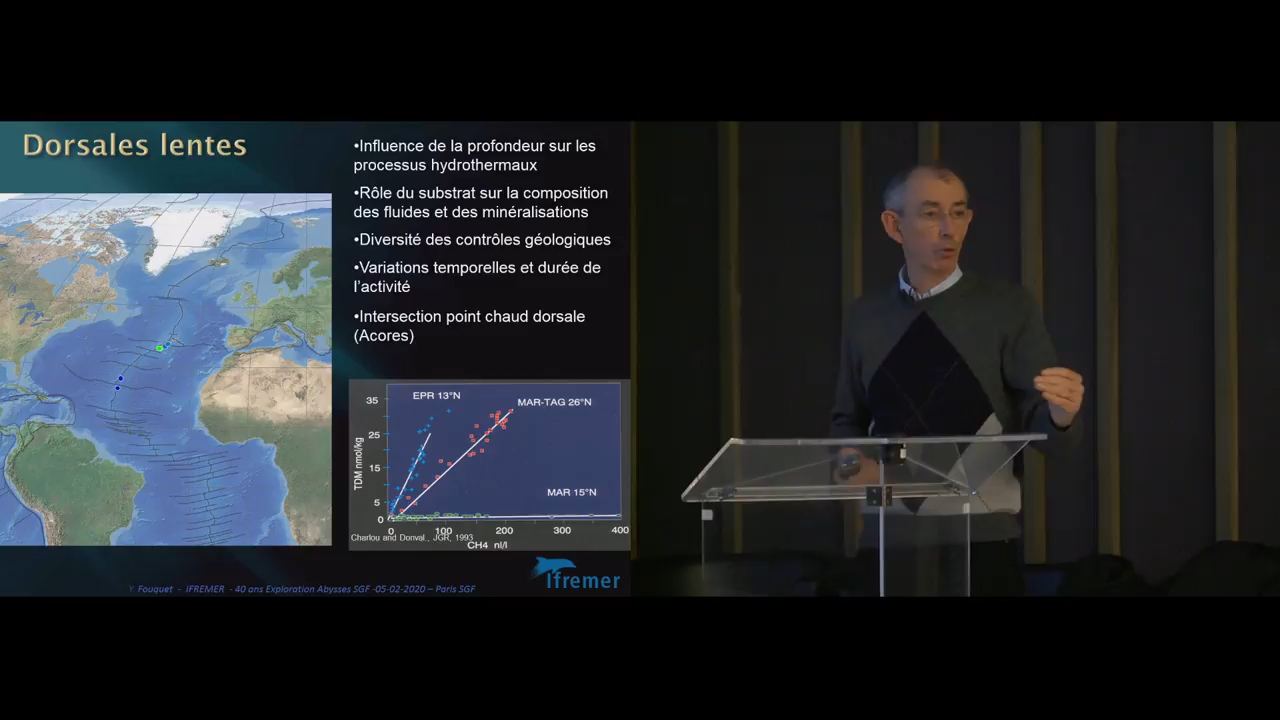 Dorsales lentes
•Influence de la profondeur sur les
processus hydrothermaux
•Rôle du substrat sur la composition
des fluides et des minéralisations
•Diversité des contrôles géologiques
•Variations temporelles et durée de
l'activité
•Intersection point chaud dorsale
(Acores)
EPR 13°N
MAR-TAG 26°N
MAR 15°N
TDM nmol/kg
35
25
15
5
0
0
100
200
300
400
Charlou and Donval., JGR, 1993
CH4 nl/l
Ifremer
Y. Fouquet - IFREMER - 40 ans Exploration Abysses SGF -05-02-2020 – Paris SGF